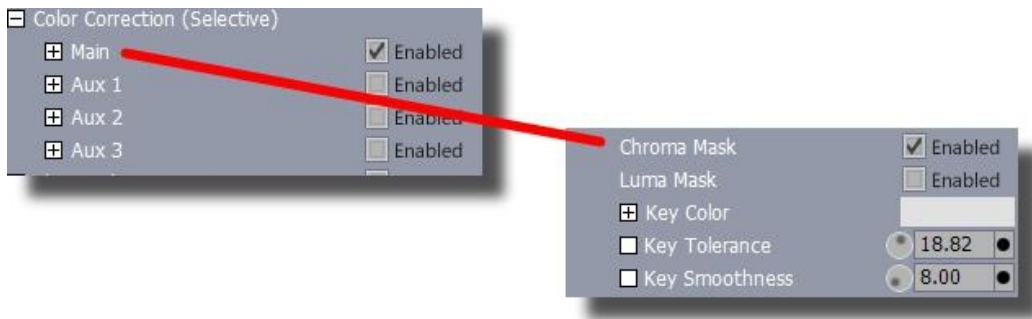 Color Correction (Selective)
Main Enabled
Aux 1 Enabled
Aux 2 Enabled
Aux 3 Enabled
Chroma Mask Enabled
Luma Mask Enabled
Key Color
Key Tolerance 18.82
Key Smoothness 8.00